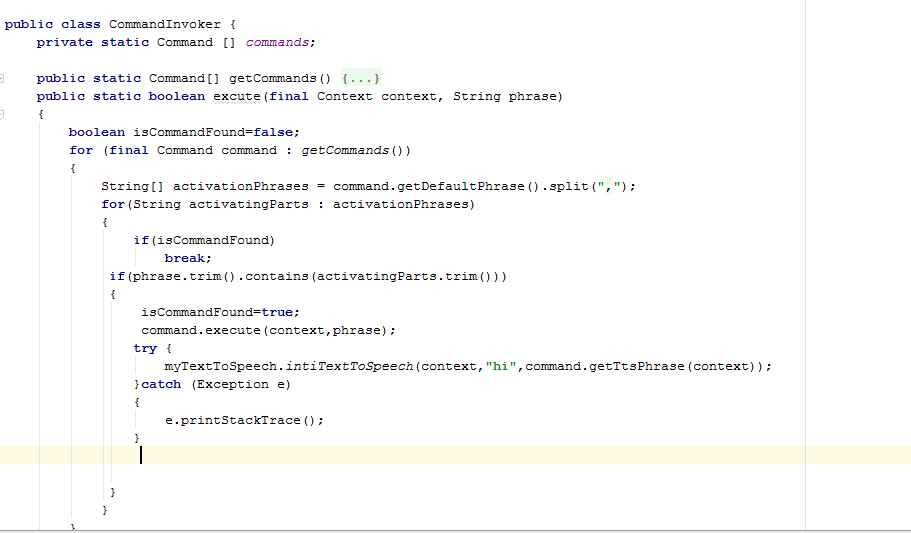 public class CommandInvoker {
private static Command [] commands;
public static Command[] getCommands() {...}
public static boolean excute(final Context context, String phrase)
{
boolean isCommandFound=false;
for (final Command command : getCommands())
{
String[] activationPhrases = command.getDefaultPhrase().split(",");
for(String activatingParts : activationPhrases)
{
if(isCommandFound)
break;
if(phrase.trim().contains(activatingParts.trim()))
{
isCommandFound=true;
command.execute(context,phrase);
try {
myTextToSpeech.intiTextToSpeech(context,"hi",command.getTtsPhrase(context));
}catch (Exception e)
{
e.printStackTrace();
}
}
}
}